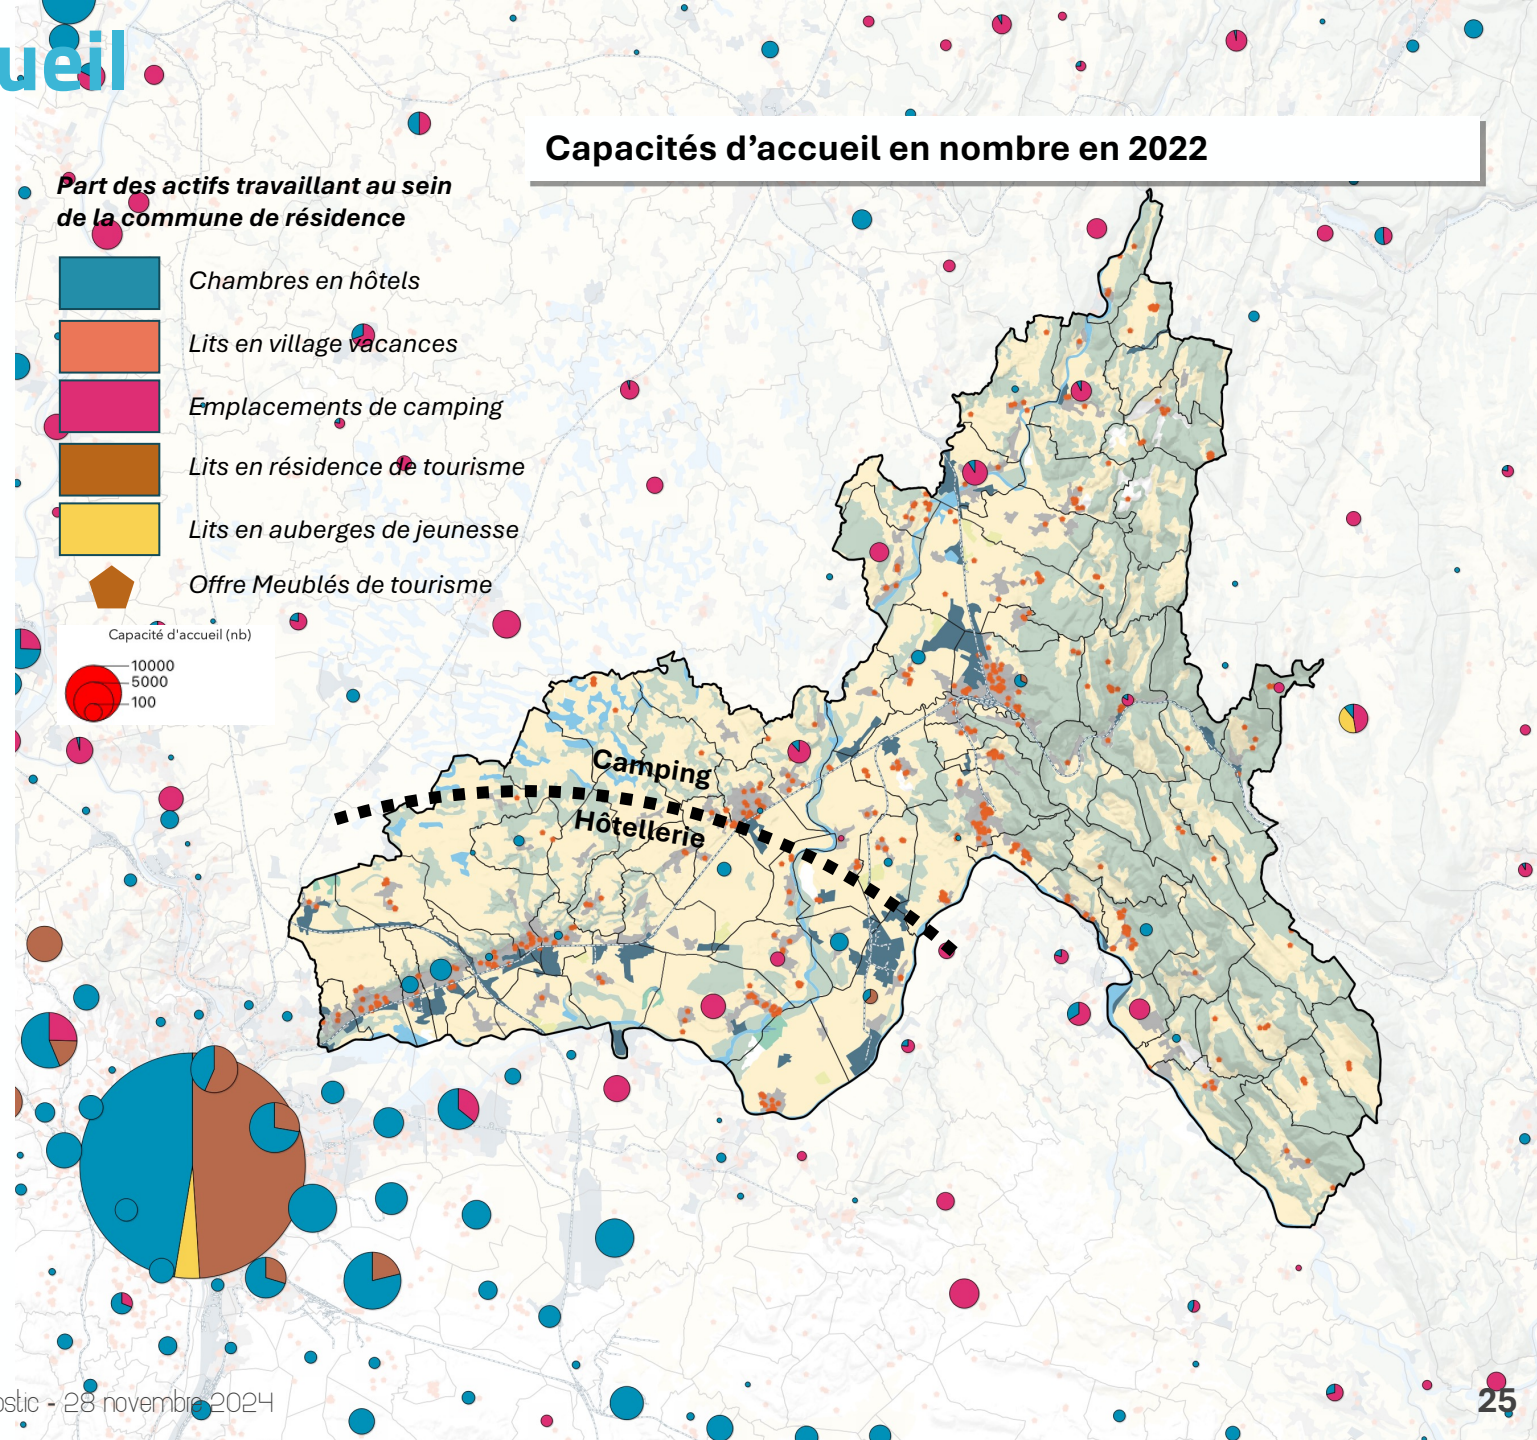 ueil
Capacités d’accueil en nombre en 2022
Part des actifs travaillant au sein
de la commune de résidence
Chambres en hôtels
Lits en village vacances
Emplacements de camping
Lits en résidence de tourisme
Lits en auberges de jeunesse
Offre Meublés de tourisme
Capacité d'accueil (nb)
10000
5000
100
Camping
Hôtellerie
ostic - 28 novembre 2024
25